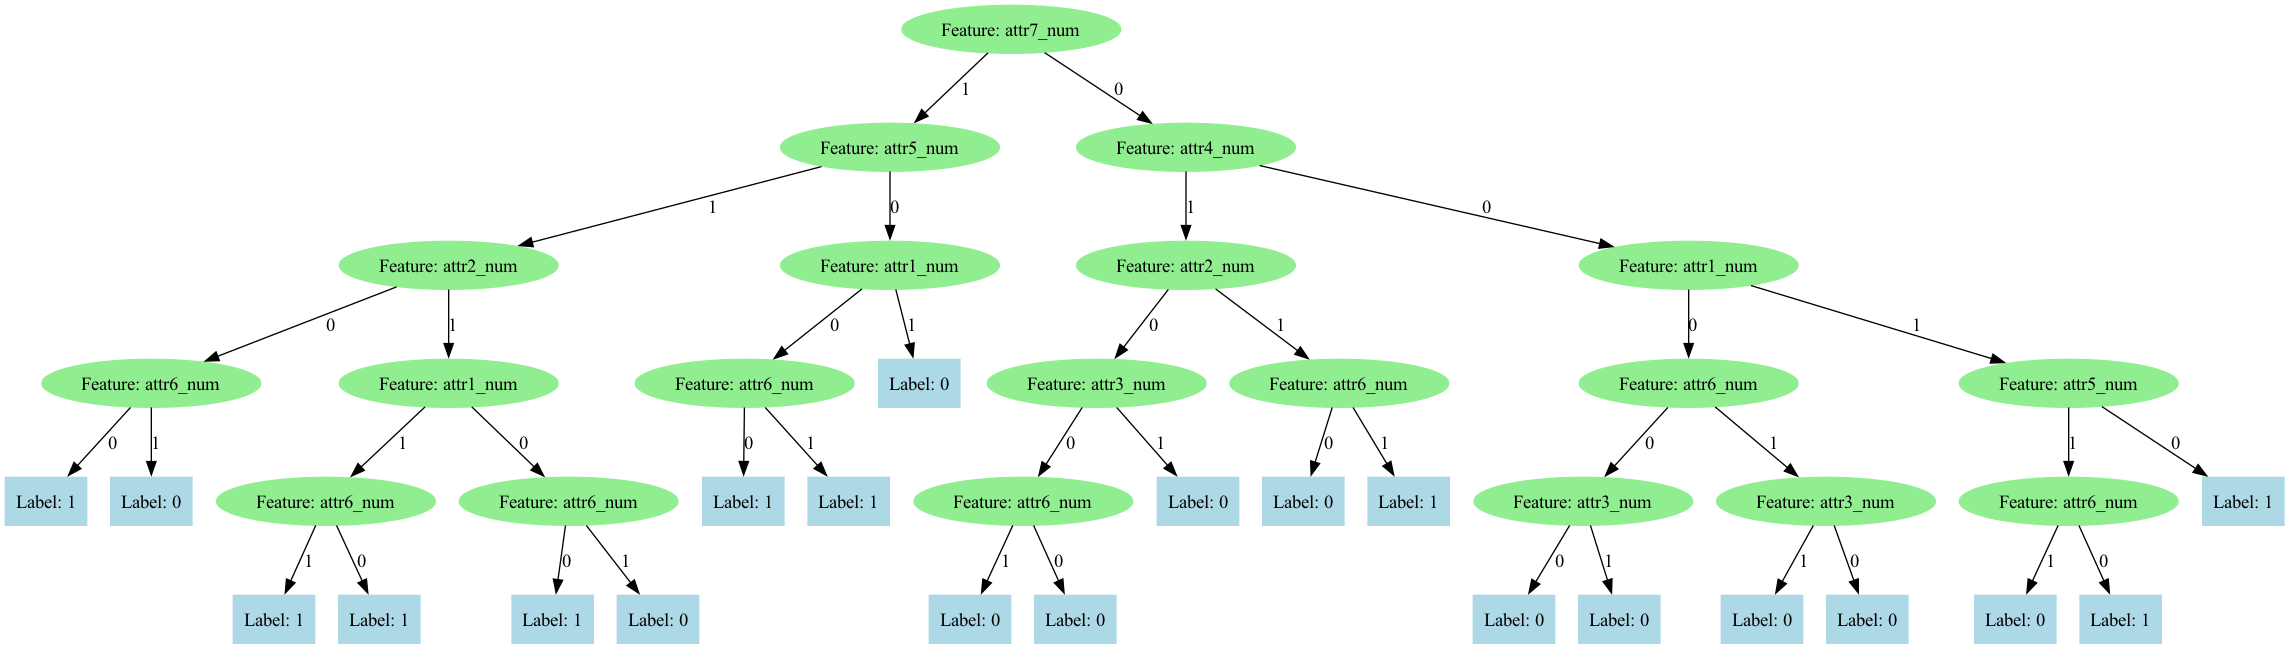 Feature: attr7_num
1
0
Feature: attr5_num
Feature: attr4_num
1
0
1
0
Feature: attr2_num
Feature: attr1_num
Feature: attr2_num
Feature: attr1_num
0
1
0
1
0
1
0
1
Feature: attr6_num
Feature: attr1_num
Feature: attr6_num
Label: 0
Feature: attr3_num
Feature: attr6_num
Feature: attr6_num
Feature: attr5_num
0
1
1
0
0
1
0
1
0
1
0
1
1
0
Label: 1
Label: 0
Feature: attr6_num
Feature: attr6_num
Label: 1
Label: 1
Feature: attr6_num
Label: 0
Label: 0
Label: 1
Feature: attr3_num
Feature: attr3_num
Feature: attr6_num
Label: 1
1
0
0
1
1
0
0
1
1
0
1
0
Label: 1
Label: 1
Label: 1
Label: 0
Label: 0
Label: 0
Label: 0
Label: 0
Label: 0
Label: 0
Label: 0
Label: 1